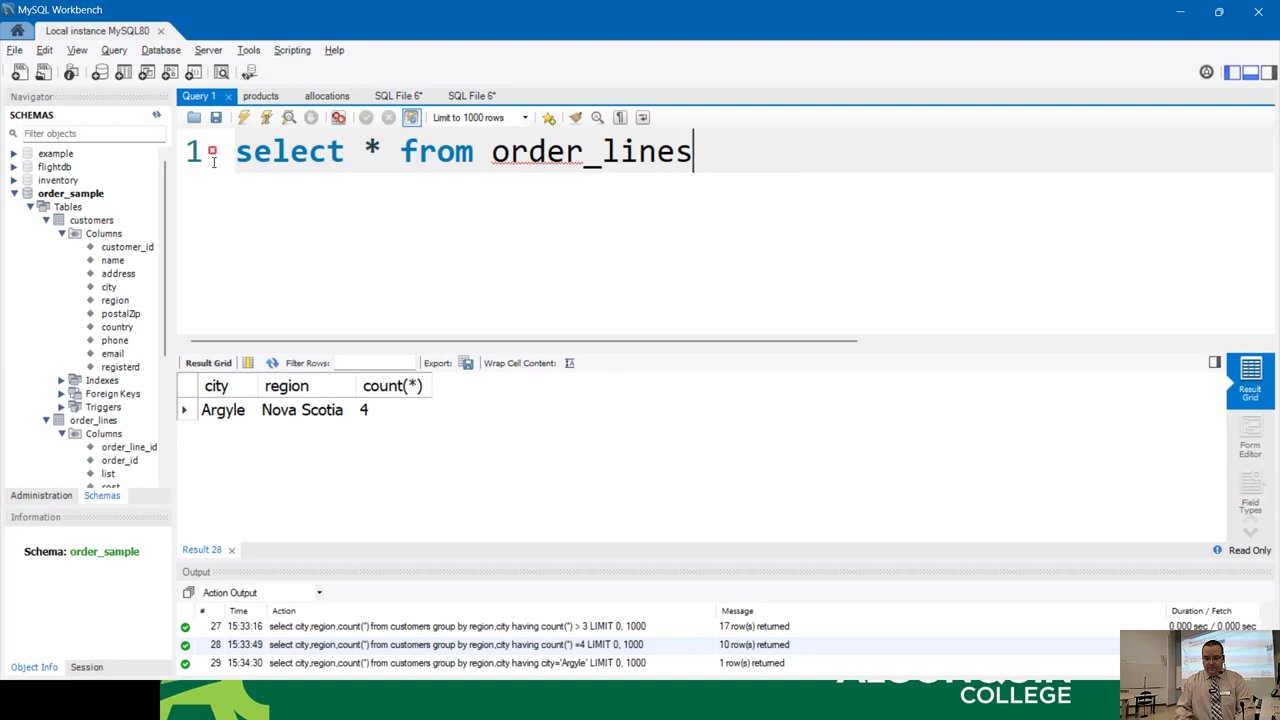 MySQL Workbench
Local instance MySQL80
File Edit View Query Database Server Tools Scripting Help
Navigator
SCHEMAS
Filter objects
example
flightdb
inventory
order_sample
Tables
customers
Columns
customer_id
name
address
city
region
postalZip
country
phone
email
registerd
Indexes
Foreign Keys
Triggers
order_lines
Columns
order_line_id
order_id
list
cost
Administration Schemas
Information
Schema: order_sample
Object Info Session
Query 1 products allocations SQL File 6* SQL File 6*
Limit to 1000 rows
1 select * from order_lines
Result Grid Filter Rows: Export: Wrap Cell Content:
city region count(*)
Argyle Nova Scotia 4
Result Grid
Form Editor
Field Types
Result 28
Read Only
Output
Action Output
# Time Action Message Duration / Fetch
27 15:33:16 select city,region,count(*) from customers group by region,city having count(*) > 3 LIMIT 0, 1000 17 row(s) returned 0.000 sec / 0.000 sec
28 15:33:49 select city,region,count(*) from customers group by region,city having count(*) =4 LIMIT 0, 1000 10 row(s) returned
29 15:34:30 select city,region,count(*) from customers group by region,city having city='Argyle' LIMIT 0, 1000 1 row(s) returned
COLLEGE